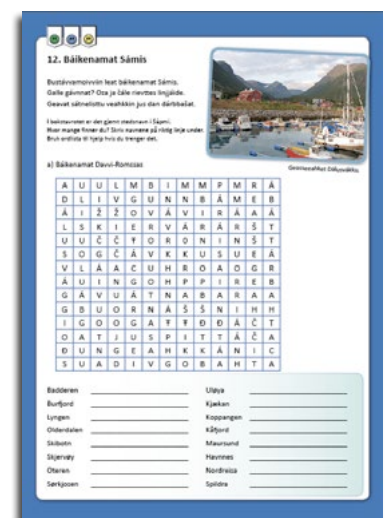 12. Báikenamat Sámis
leat báikenamat Sámis.
Galle gávnnat? Oza ja čále rievttes
Geavat sátnelisttu veahkkin jus dan dárbbašat.
I bokstavrotet er det gjemt stedsnavn i Sápmi.
Hvor mange finner du? Skriv navnene på riktig linje under.
Bruk ordlista til hjelp hvis du trenger det.
a) Báikenamat Davvi-Romssas
A U U L M B I M M P M R Á
D L I V G U N N B Á M E B
Á I Ž Ž O V Á V I R Á A Á
L S K I E R V Á R Á R Š T
U U Č Č Ŧ O R D N I N Š T
S O G Č Á V K K U S U E Á
V L Á A C U H R O A O G R
Á U I N G O H P P I R E B
G Á V U Á T N A B A R A A
G B U O R N Á Š Š N I H H
I G O O G A Ŧ Ŧ Đ Đ Á Č T
O A T J U S P I T T Á Č A
Đ U N G E A H K K Á N I C
S U A D I V G O B A H T A
Badderen
Burfjord
Lyngen
Olderdalen
Skibotn
Skjervøy
Oteren
Sørkjosen
Uløya
Kjækan
Koppangen
Kåfjord
Maursund
Havnnes
Nordreisa
Spildra